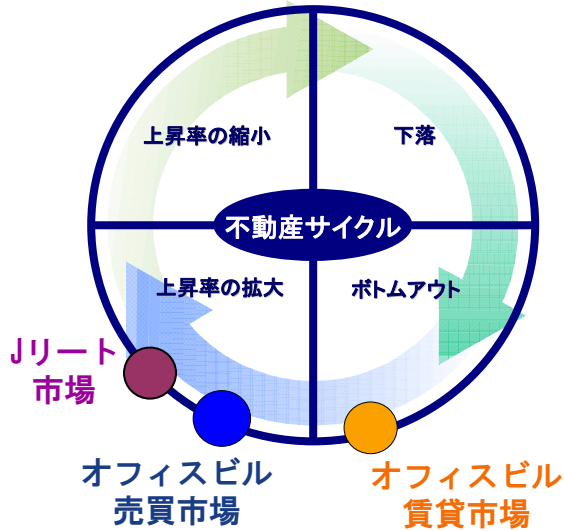 上昇率の縮小
下落
不動産サイクル
上昇率の拡大
ボトムアウト
Jリート
市場
オフィスビル
売買市場
オフィスビル
賃貸市場